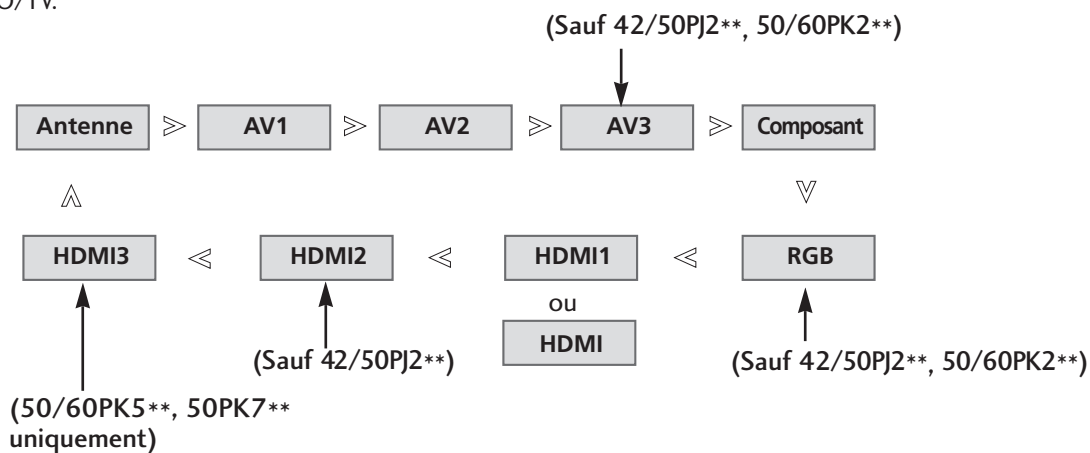 (Sauf 42/50PJ2**, 50/60PK2**)
Antenne AV1 AV2 AV3 Composant
HDMI3 HDMI2 HDMI1 RGB
ou
HDMI
(Sauf 42/50PJ2**)
(Sauf 42/50PJ2**, 50/60PK2**)
(50/60PK5**, 50PK7**
uniquement)